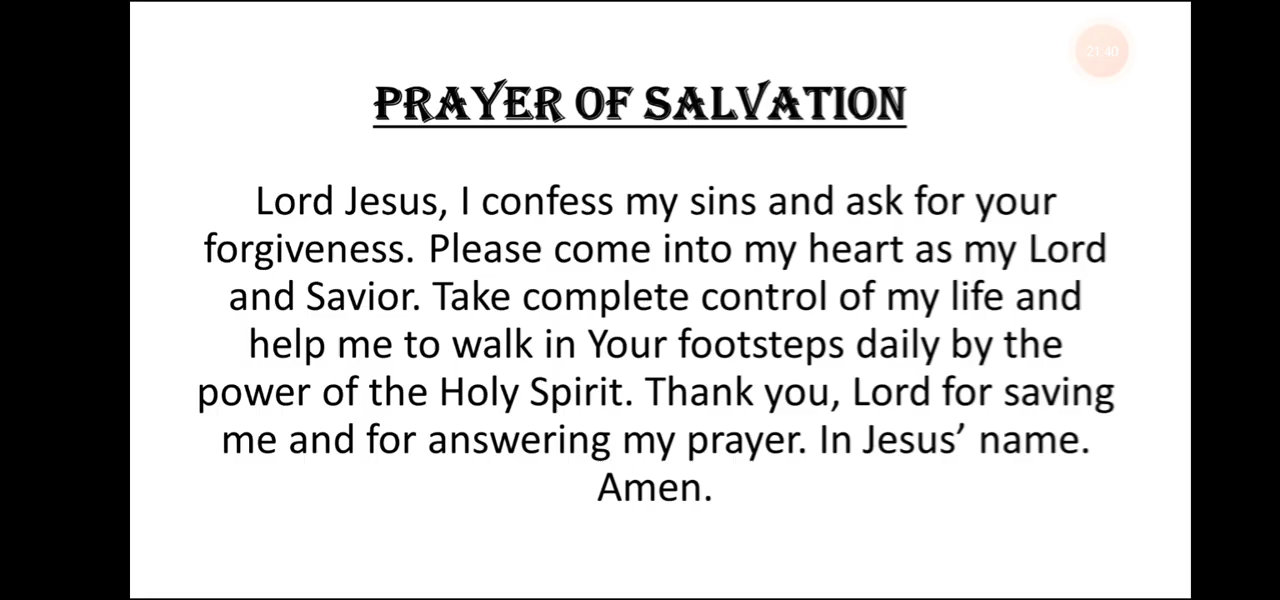 21:40
PRAYER OF SALVATION
Lord Jesus, I confess my sins and ask for your
forgiveness. Please come into my heart as my Lord
and Savior. Take complete control of my life and
help me to walk in Your footsteps daily by the
power of the Holy Spirit. Thank you, Lord for saving
me and for answering my prayer. In Jesus’ name.
Amen.